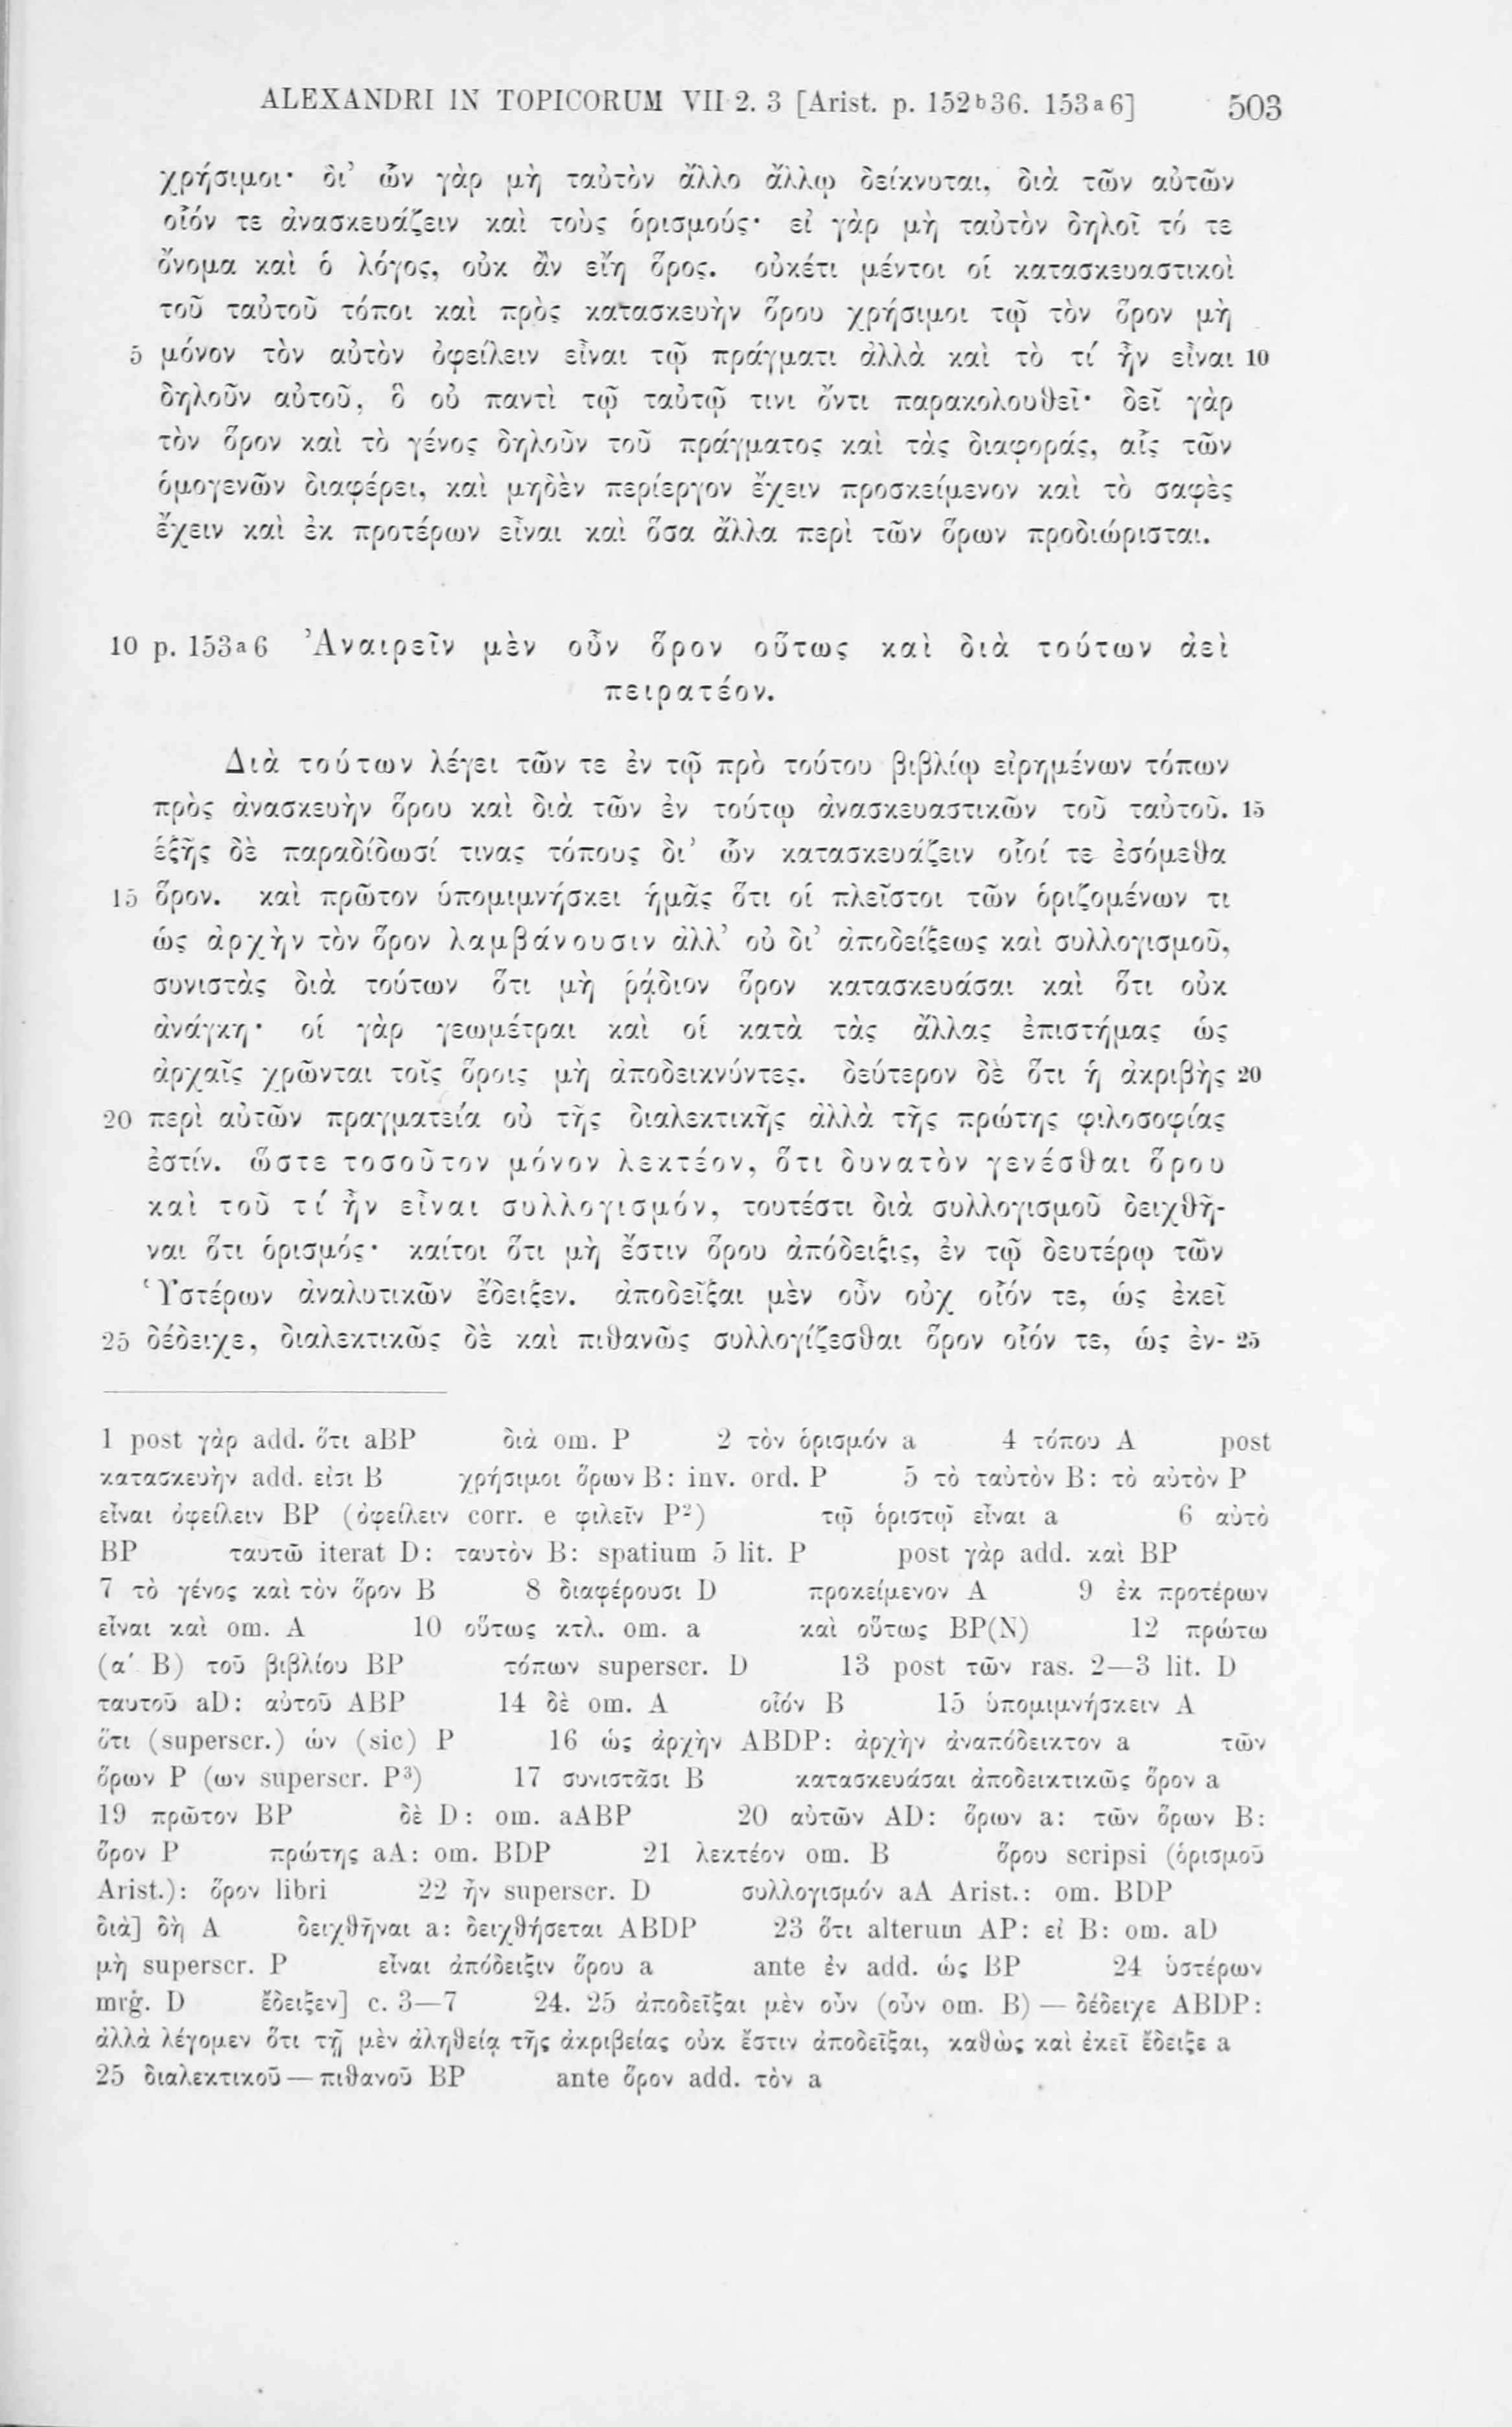 ALEXANDRI IN TOPICORUM VII 2. 3 [Arist. p. 152b36. 153a6] 503
χρήσιμοι· δι’ ὧν γὰρ μὴ ταὐτὸν ἄλλο ἄλλῳ δείκνυται, διὰ τῶν αὐτῶν
οἷόν τε ἀνασκευάζειν καὶ τοὺς ὁρισμούς· εἰ γὰρ μὴ ταὐτὸν δηλοῖ τό τε
ὄνομα καὶ ὁ λόγος, οὐκ ἂν εἴη ὅρος. οὐκέτι μέντοι οἱ κατασκευαστικοὶ
τοῦ ταὐτοῦ τόποι καὶ πρὸς κατασκευὴν ὅρου χρήσιμοι τῷ τὸν ὅρον μὴ
5 μόνον τὸν αὐτὸν ὀφείλειν εἶναι τῷ πράγματι ἀλλὰ καὶ τὸ τί ἦν εἶναι 10
δηλοῦν αὐτοῦ, ὃ οὐ παντὶ τῷ ταὐτῷ τινι ὄντι παρακολουθεῖ· δεῖ γὰρ
τὸν ὅρον καὶ τὸ γένος δηλοῦν τοῦ πράγματος καὶ τὰς διαφοράς, αἷς τῶν
ὁμογενῶν διαφέρει, καὶ μηδὲν περίεργον ἔχειν προσκείμενον καὶ τὸ σαφὲς
ἔχειν καὶ ἐκ προτέρων εἶναι καὶ ὅσα ἄλλα περὶ τῶν ὅρων προδιώρισται.
10 p. 153a6 Ἀναιρεῖν μὲν οὖν ὅρον οὕτως καὶ διὰ τούτων ἀεὶ
πειρατέον.
Διὰ τούτων λέγει τῶν τε ἐν τῷ πρὸ τούτου βιβλίῳ εἰρημένων τόπων
πρὸς ἀνασκευὴν ὅρου καὶ διὰ τῶν ἐν τούτῳ ἀνασκευαστικῶν τοῦ ταὐτοῦ. 15
ἑξῆς δὲ παραδίδωσί τινας τόπους δι’ ὧν κατασκευάζειν οἷοί τε ἐσόμεθα
15 ὅρον. καὶ πρῶτον ὑπομιμνήσκει ἡμᾶς ὅτι οἱ πλεῖστοι τῶν ὁριζομένων τι
ὡς ἀρχὴν τὸν ὅρον λαμβάνουσιν ἀλλ’ οὐ δι’ ἀποδείξεως καὶ συλλογισμοῦ,
συνιστὰς διὰ τούτων ὅτι μὴ ῥᾴδιον ὅρον κατασκευάσαι καὶ ὅτι οὐκ
ἀνάγκη· οἱ γὰρ γεωμέτραι καὶ οἱ κατὰ τὰς ἄλλας ἐπιστήμας ὡς
ἀρχαῖς χρῶνται τοῖς ὅροις μὴ ἀποδεικνύντες. δεύτερον δὲ ὅτι ἡ ἀκριβὴς 20
20 περὶ αὐτῶν πραγματεία οὐ τῆς διαλεκτικῆς ἀλλὰ τῆς πρώτης φιλοσοφίας
ἐστίν. ὥστε τοσοῦτον μόνον λεκτέον, ὅτι δυνατὸν γενέσθαι ὅρου
καὶ τοῦ τί ἦν εἶναι συλλογισμόν, τουτέστι διὰ συλλογισμοῦ δειχθῆ-
ναι ὅτι ὁρισμός· καίτοι ὅτι μὴ ἔστιν ὅρου ἀπόδειξις, ἐν τῷ δευτέρῳ τῶν
Ὑστέρων ἀναλυτικῶν ἔδειξεν. ἀποδεῖξαι μὲν οὖν οὐχ οἷόν τε, ὡς ἐκεῖ
25 δέδειχε, διαλεκτικῶς δὲ καὶ πιθανῶς συλλογίζεσθαι ὅρον οἷόν τε, ὡς ἐν- 25
1 post γὰρ add. ὅτι aBP διὰ om. P 2 τὸν ὁρισμόν a 4 τόπου A post
κατασκευὴν add. εἰσι B χρήσιμοι ὅρων B: inv. ord. P 5 τὸ ταὐτὸν B: τὸ αὐτὸν P
εἶναι ὀφείλειν BP (ὀφείλειν corr. e φιλεῖν P2) τῷ ὁριστῷ εἶναι a 6 αὐτὸ
BP ταυτῶ iterat D: ταυτὸν B: spatium 5 lit. P post γὰρ add. καὶ BP
7 τὸ γένος καὶ τὸν ὅρον B 8 διαφέρουσι D προκείμενον A 9 ἐκ προτέρων
εἶναι καὶ om. A 10 οὕτως κτλ. om. a καὶ οὕτως BP(N) 12 πρώτω
(α΄ B) τοῦ βιβλίου BP τόπων superscr. D 13 post τῶν ras. 2—3 lit. D
ταυτοῦ aD: αὐτοῦ ABP 14 δὲ om. A οἷόν B 15 ὑπομιμνήσκειν A
ὅτι (superscr.) ὡν (sic) P 16 ὡς ἀρχὴν ABDP: ἀρχὴν ἀναπόδεικτον a τῶν
ὅρων P (ων superscr. P3) 17 συνιστᾶσι B κατασκευάσαι ἀποδεικτικῶς ὅρον a
19 πρῶτον BP δὲ D: om. aABP 20 αὐτῶν AD: ὅρων a: τῶν ὅρων B:
ὅρον P πρώτης aA: om. BDP 21 λεκτέον om. B ὅρου scripsi (ὁρισμοῦ
Arist.): ὅρον libri 22 ἦν superscr. D συλλογισμόν aA Arist.: om. BDP
διὰ] δὴ A δειχθῆναι a: δειχθήσεται ABDP 23 ὅτι alterum AP: εἰ B: om. aD
μὴ superscr. P εἶναι ἀπόδειξιν ὅρου a ante ἐν add. ὡς BP 24 ὑστέρων
mrg. D ἔδειξεν] c. 3—7 24. 25 ἀποδεῖξαι μὲν οὖν (οὖν om. B) — δέδειχε ABDP:
ἀλλὰ λέγομεν ὅτι τῇ μὲν ἀληθείᾳ τῆς ἀκριβείας οὐκ ἔστιν ἀποδεῖξαι, καθὼς καὶ ἐκεῖ ἔδειξε a
25 διαλεκτικοῦ — πιθανοῦ BP ante ὅρον add. τὸν a